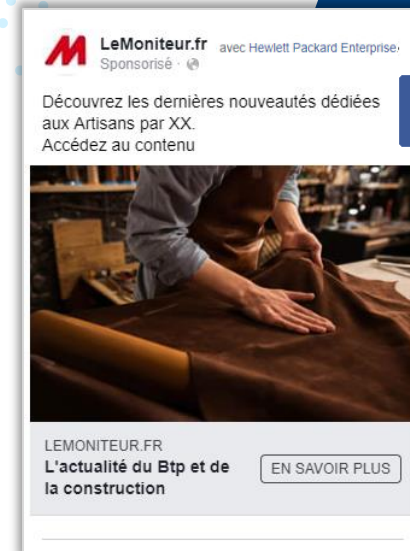 LeMoniteur.fr avec Hewlett Packard Enterprise
Sponsorisé ·
Découvrez les dernières nouveautés dédiées
aux Artisans par XX.
Accédez au contenu
LEMONITEUR.FR
L'actualité du Btp et de
la construction
EN SAVOIR PLUS